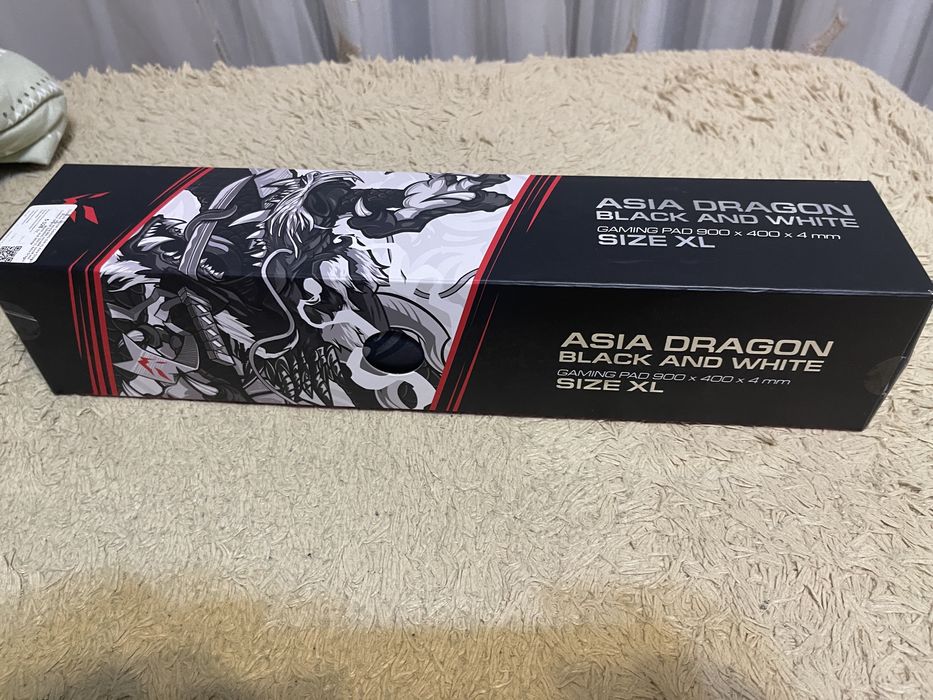 ASIA DRAGON
BLACK AND WHITE
GAMING PAD 900 x 400 x 4 mm
SIZE XL
ASIA DRAGON
BLACK AND WHITE
GAMING PAD 900 x 400 x 4 mm
SIZE XL